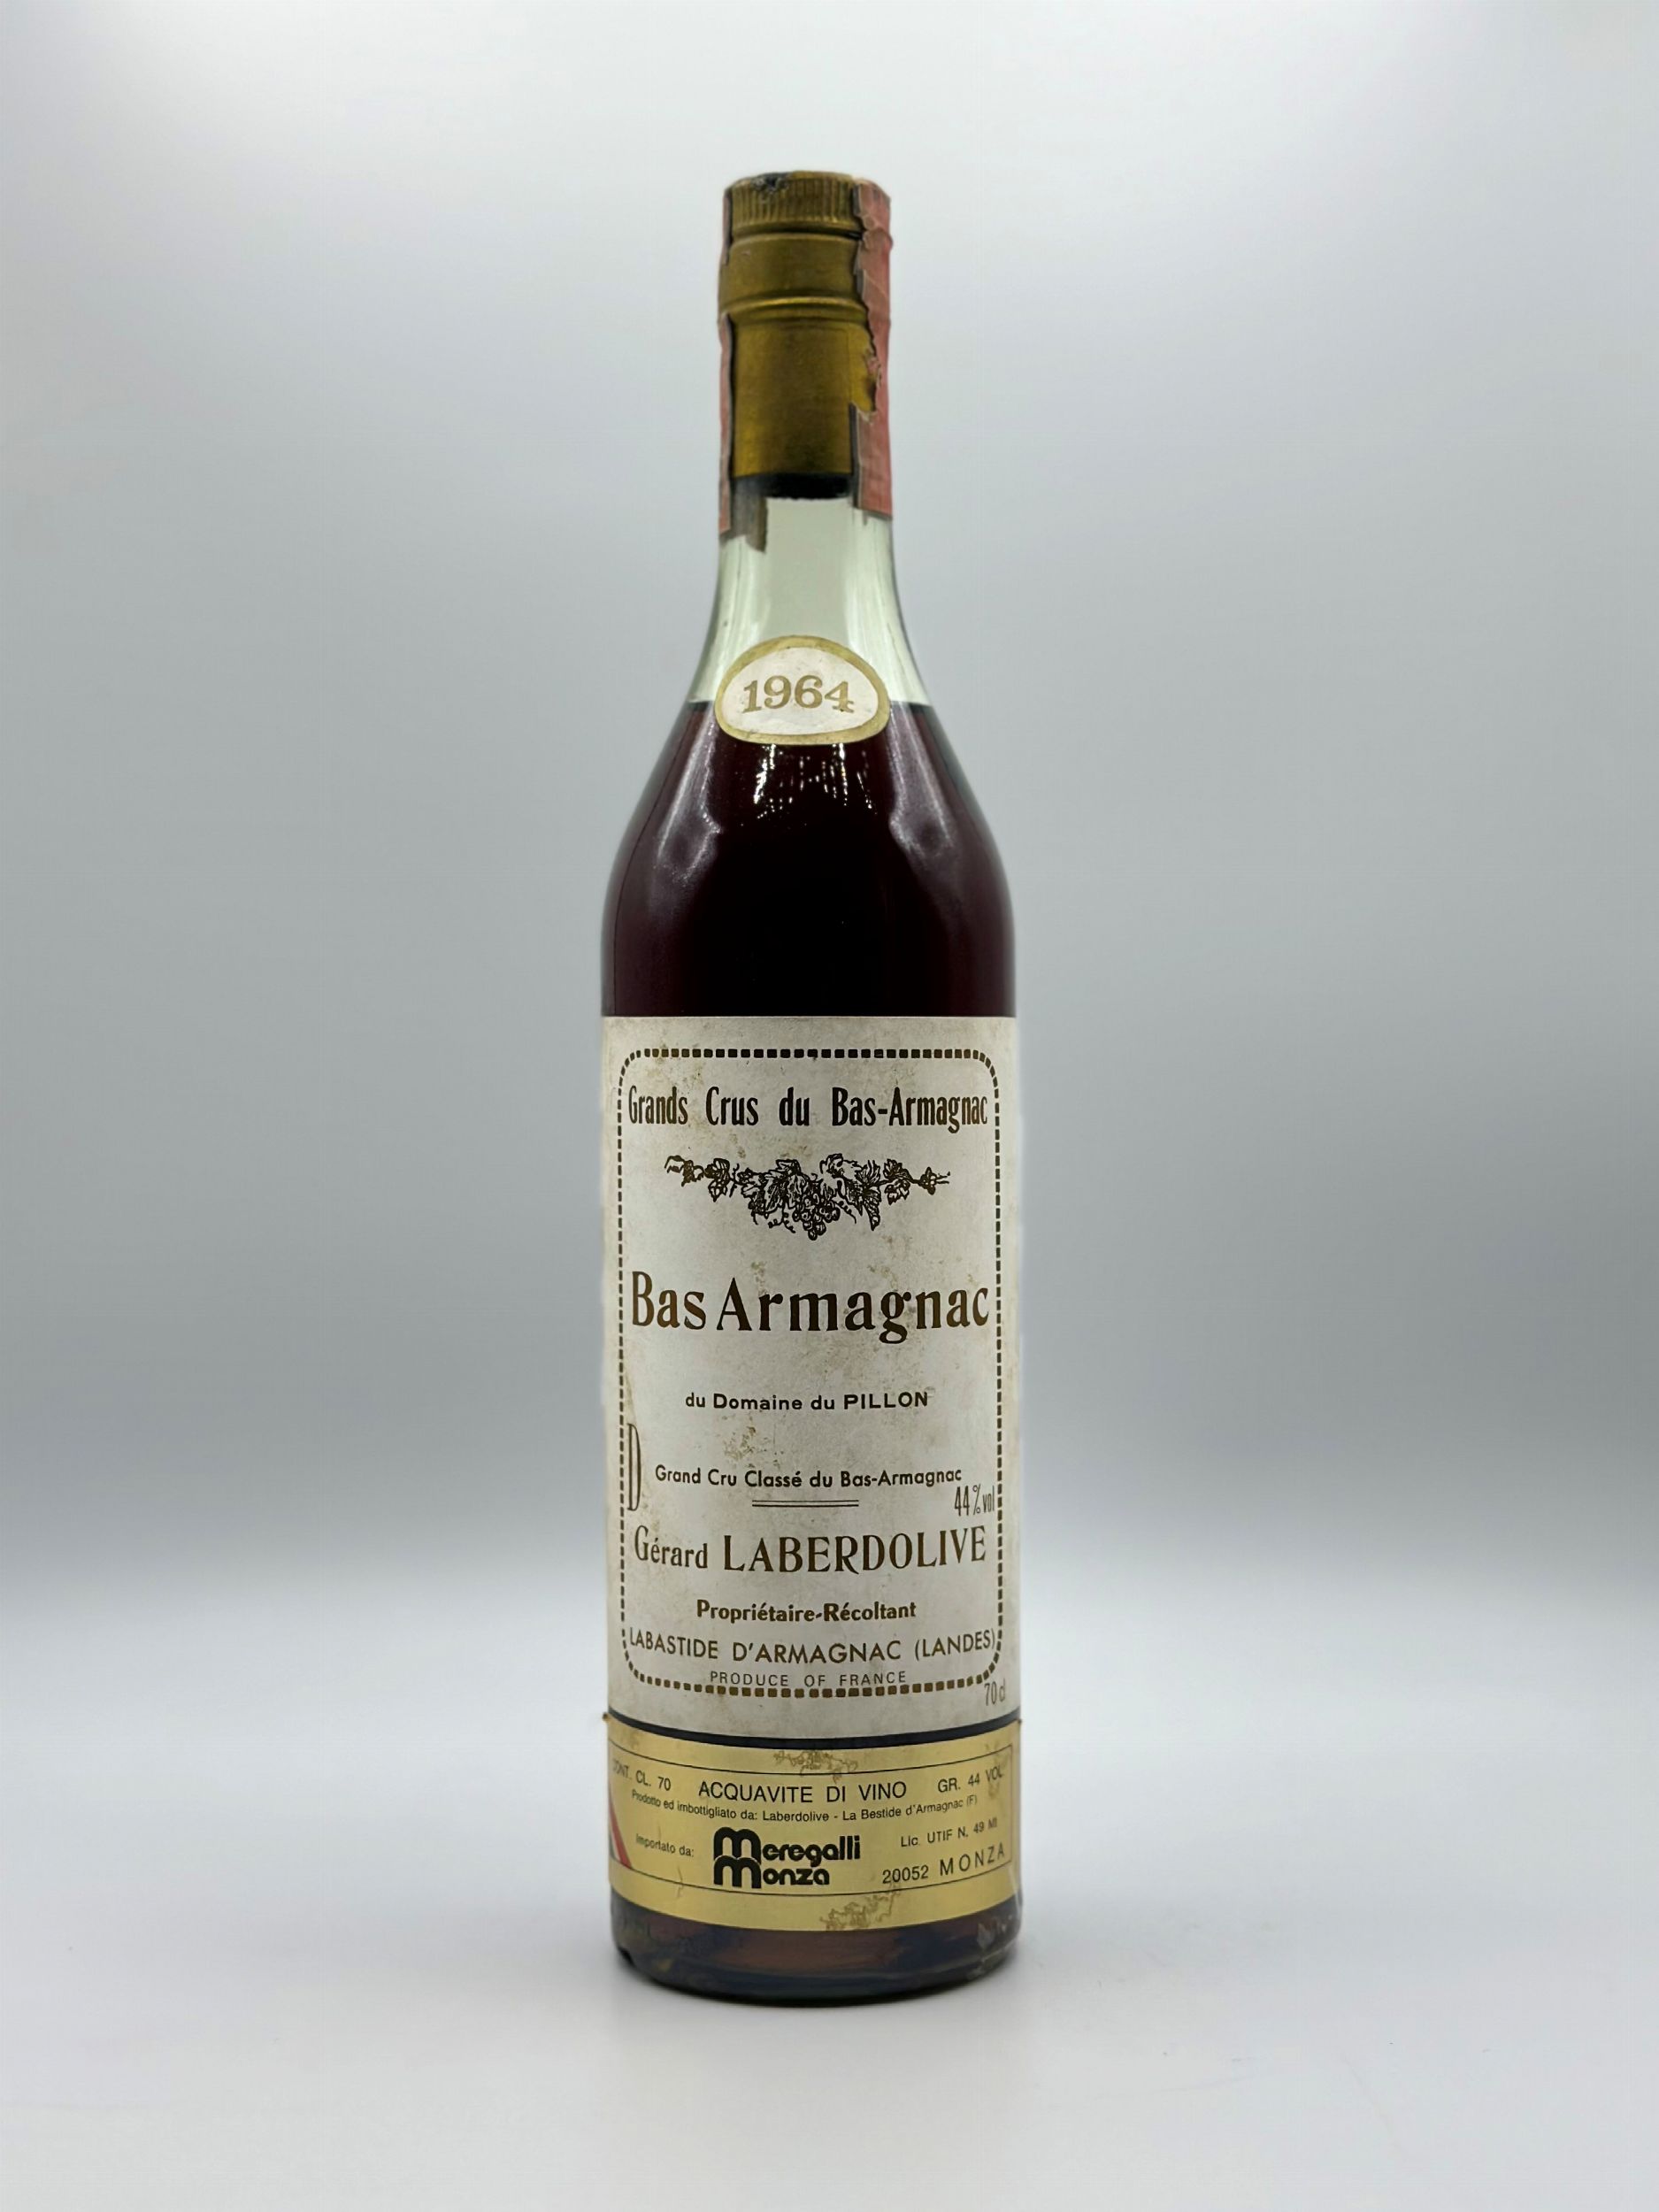 1964
Grands Crus du Bas-Armagnac
Bas Armagnac
du Domaine du PILLON
D
Grand Cru Classé du Bas-Armagnac
44% vol
Gérard LABERDOLIVE
Propriétaire-Récoltant
LABASTIDE D'ARMAGNAC (LANDES)
PRODUCE OF FRANCE
70 cl
CL. 70 ACQUAVITE DI VINO GR. 44 VOL
Prodotto ed imbottigliato da: Laberdolive - La Bestide d'Armagnac (F)
Importato da: Meregalli Monza Lic. UTIF N. 49 MI
20052 MONZA